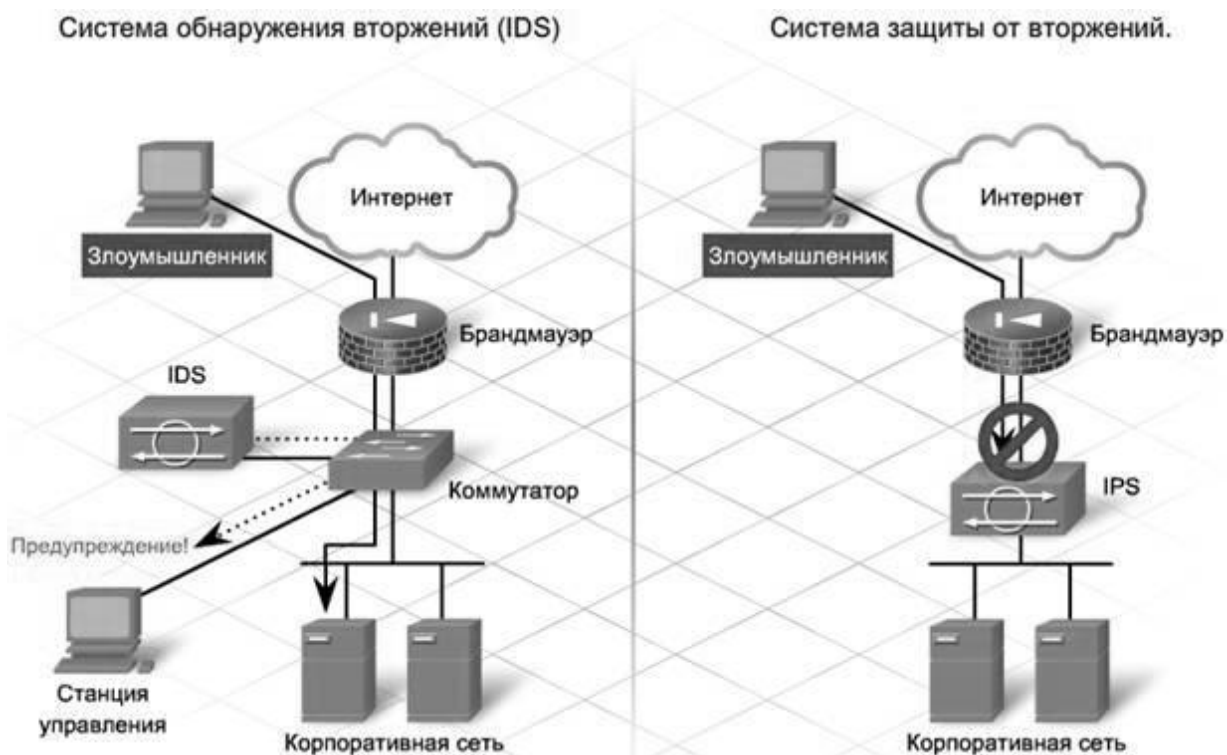 Система обнаружения вторжений (IDS)
Интернет
Злоумышленник
Брандмауэр
IDS
Коммутатор
Предупреждение!
Станция
управления
Корпоративная сеть
Система защиты от вторжений.
Интернет
Злоумышленник
Брандмауэр
IPS
Корпоративная сеть